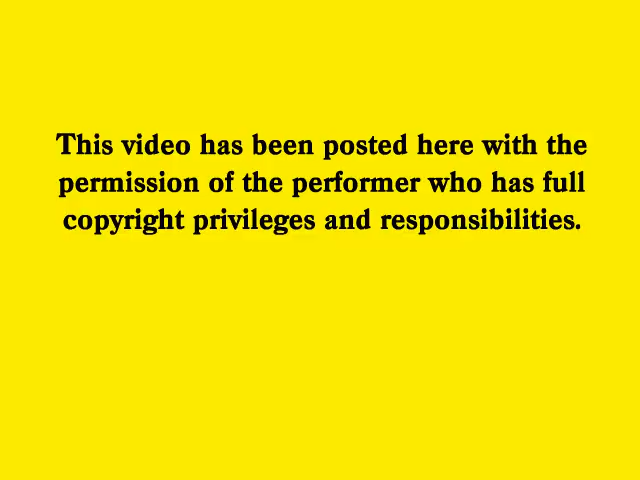 This video has been posted here with the
permission of the performer who has full
copyright privileges and responsibilities.